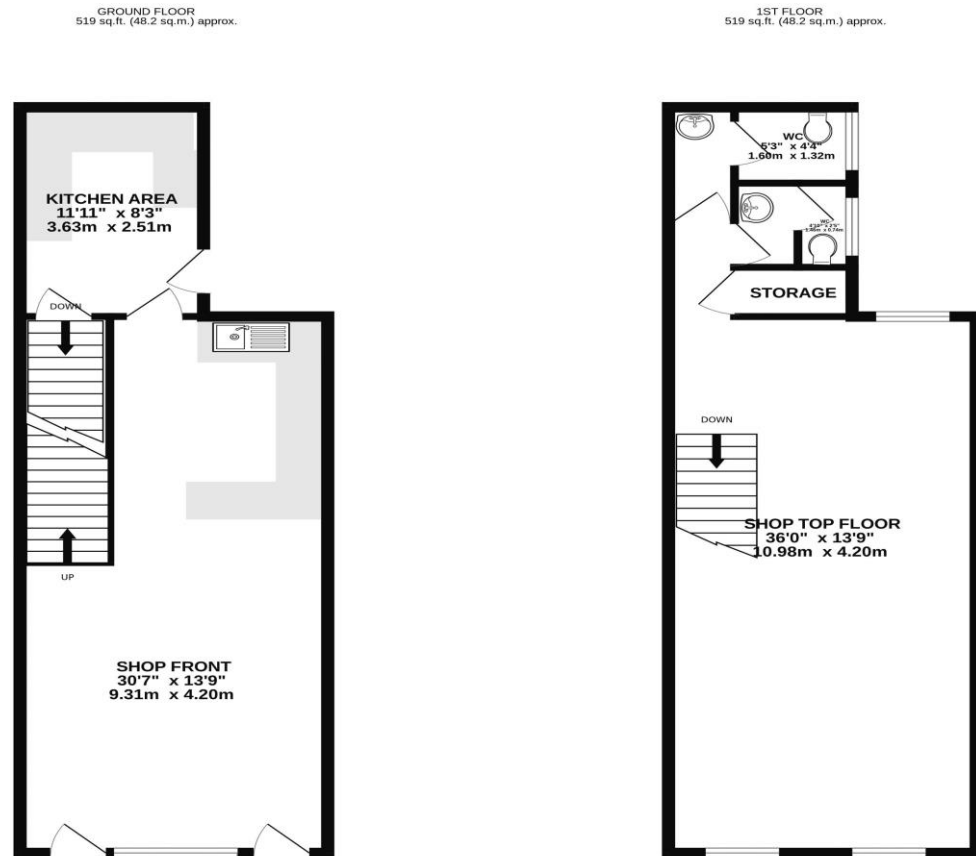 GROUND FLOOR
519 sq.ft. (48.2 sq.m.) approx.
KITCHEN AREA
11'11" x 8'3"
3.63m x 2.51m
DOWN
UP
SHOP FRONT
30'7" x 13'9"
9.31m x 4.20m
1ST FLOOR
519 sq.ft. (48.2 sq.m.) approx.
WC
5'3" x 4'4"
1.60m x 1.32m
WC
STORAGE
DOWN
SHOP TOP FLOOR
36'0" x 13'9"
10.98m x 4.20m